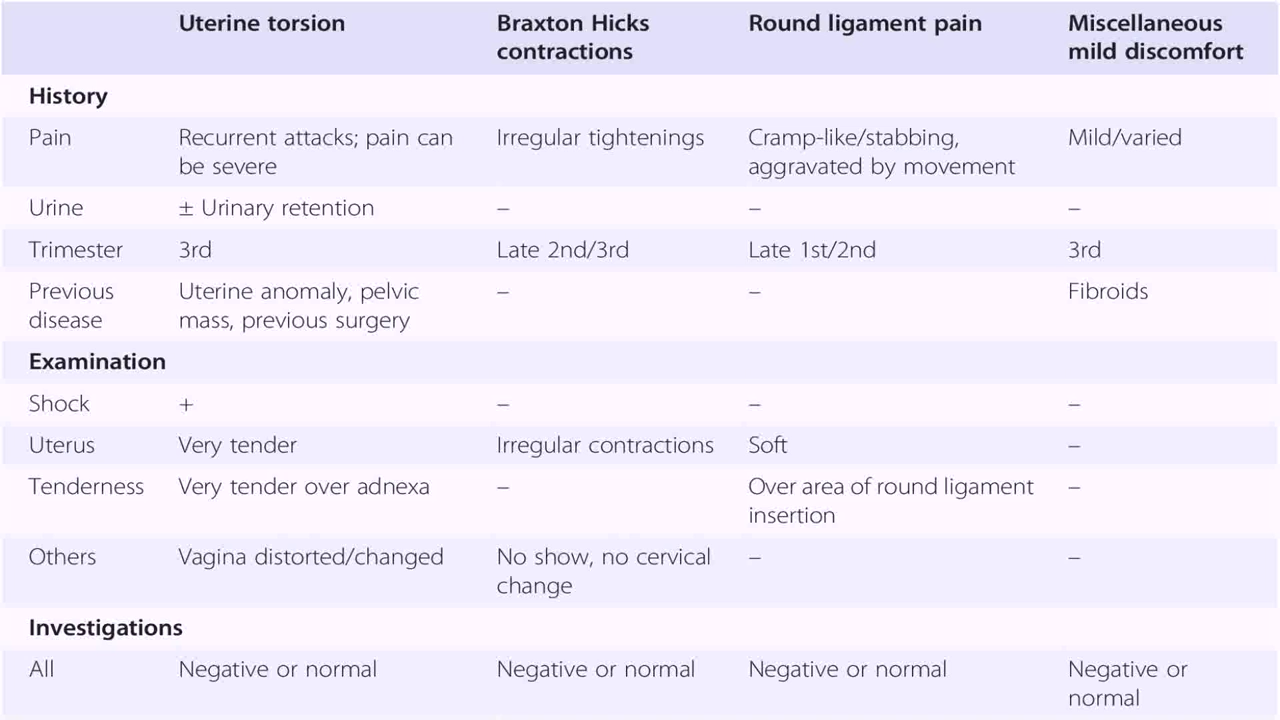 Uterine torsion Braxton Hicks Round ligament pain Miscellaneous
contractions mild discomfort
History
Pain Recurrent attacks; pain can Irregular tightenings Cramp-like/stabbing, Mild/varied
be severe aggravated by movement
Urine ± Urinary retention – – –
Trimester 3rd Late 2nd/3rd Late 1st/2nd 3rd
Previous Uterine anomaly, pelvic – – Fibroids
disease mass, previous surgery
Examination
Shock + – – –
Uterus Very tender Irregular contractions Soft –
Tenderness Very tender over adnexa – Over area of round ligament –
insertion
Others Vagina distorted/changed No show, no cervical – –
change
Investigations
All Negative or normal Negative or normal Negative or normal Negative or
normal